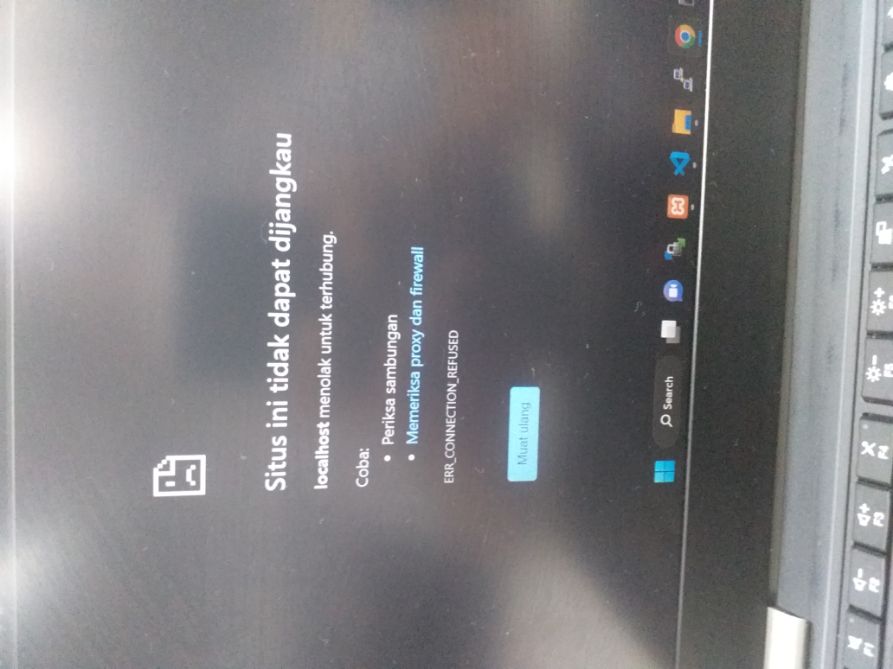 Situs ini tidak dapat dijangkau
localhost menolak untuk terhubung.
Coba:
• Periksa sambungan
• Memeriksa proxy dan firewall
ERR_CONNECTION_REFUSED
Muat ulang
Search